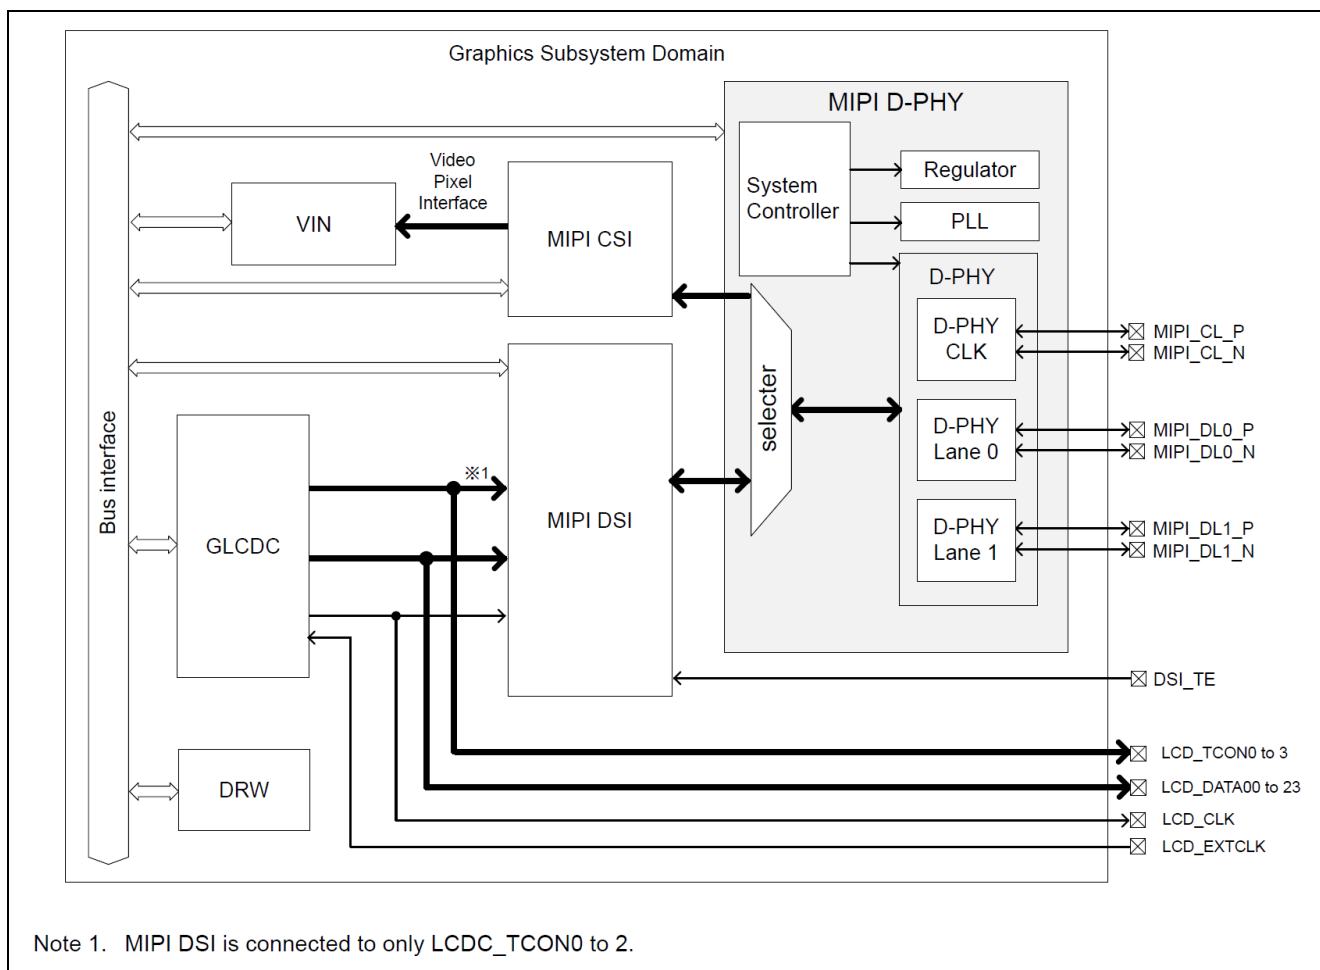 Graphics Subsystem Domain
MIPI D-PHY
System
Controller
Regulator
PLL
D-PHY
D-PHY
CLK
D-PHY
Lane 0
D-PHY
Lane 1
selecter
Video
Pixel
Interface
VIN
MIPI CSI
MIPI DSI
※1
GLCDC
DRW
Bus interface
MIPI_CL_P
MIPI_CL_N
MIPI_DL0_P
MIPI_DL0_N
MIPI_DL1_P
MIPI_DL1_N
DSI_TE
LCD_TCON0 to 3
LCD_DATA00 to 23
LCD_CLK
LCD_EXTCLK
Note 1. MIPI DSI is connected to only LCDC_TCON0 to 2.